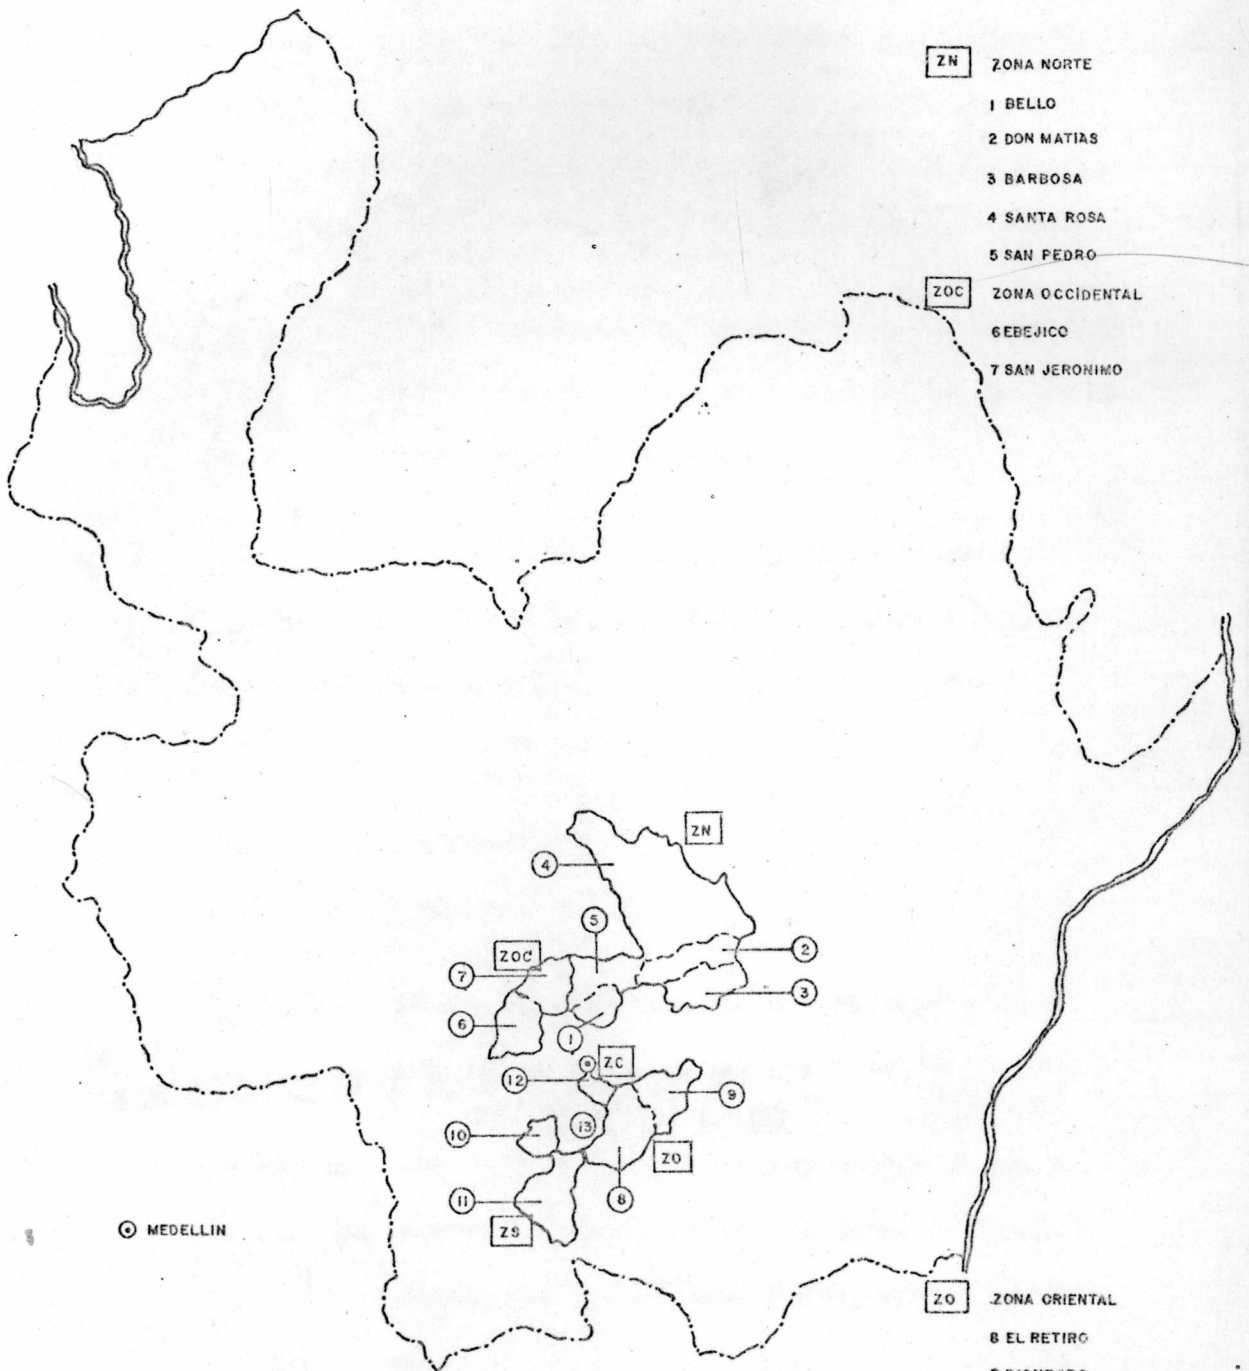 ZN ZONA NORTE
1 BELLO
2 DON MATIAS
3 BARBOSA
4 SANTA ROSA
5 SAN PEDRO
ZOC ZONA OCCIDENTAL
6 EBEJICO
7 SAN JERONIMO
ZN
4
5
2
ZOC
7
3
6
1
ZC
12
9
13
10
ZO
11
8
ZS
MEDELLIN
ZO ZONA ORIENTAL
8 EL RETIRO